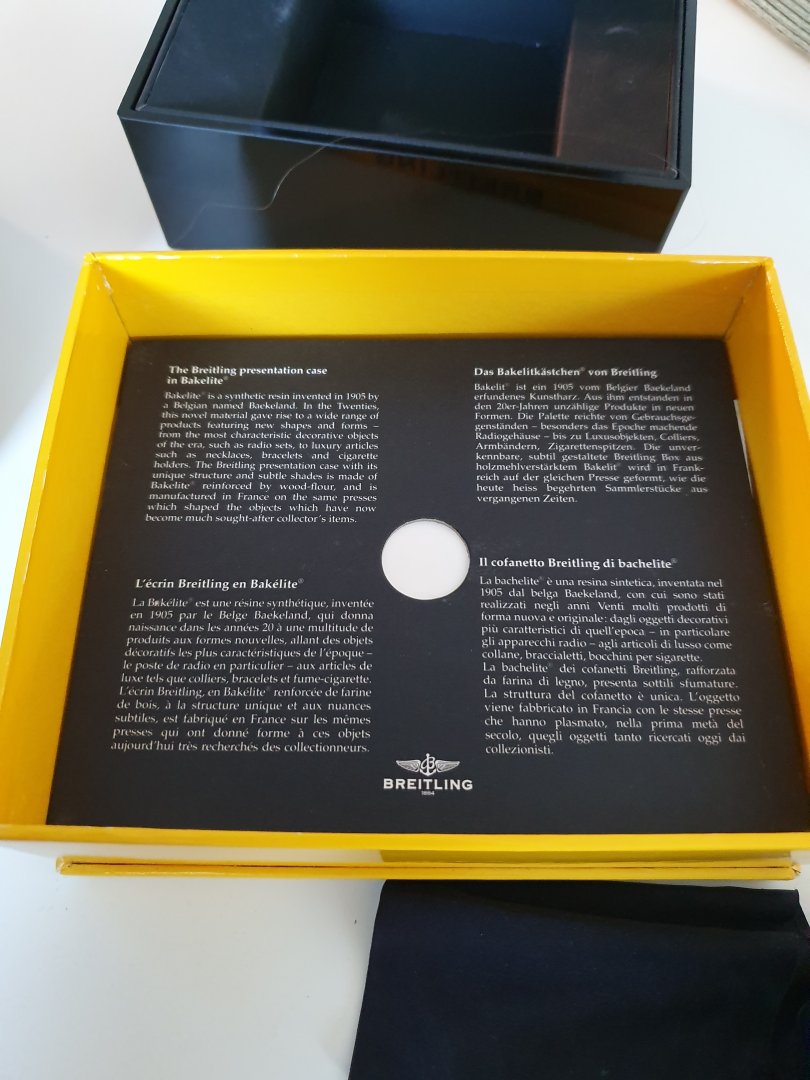 The Breitling presentation case
in Bakelite®
Bakelite® is a synthetic resin invented in 1905 by
a Belgian named Baekeland. In the Twenties,
this novel material gave rise to a wide range of
products featuring new shapes and forms –
from the most characteristic decorative objects
of the era, such as radio sets, to luxury articles
such as necklaces, bracelets and cigarette
holders. The Breitling presentation case with its
unique structure and subtle shades is made of
Bakelite® reinforced by wood-flour, and is
manufactured in France on the same presses
which shaped the objects which have now
become much sought-after collector's items.
Das Bakelitkästchen® von Breitling
Bakelit® ist ein 1905 vom Belgier Baekeland
erfundenes Kunstharz. Aus ihm entstanden in
den 20er-Jahren unzählige Produkte in neuen
Formen. Die Palette reichte von Gebrauchsge-
genständen – besonders das Epoche machende
Radiogehäuse – bis zu Luxusobjekten, Colliers,
Armbändern, Zigarettenspitzen. Die unver-
kennbare, subtil gestaltete Breitling Box aus
holzmehlverstärktem Bakelit® wird in Frank-
reich auf der gleichen Presse geformt, wie die
heute heiss begehrten Sammlerstücke aus
vergangenen Zeiten.
L'écrin Breitling en Bakélite®
La Bakélite® est une résine synthétique, inventée
en 1905 par le Belge Baekeland, qui donna
naissance dans les années 20 à une multitude de
produits aux formes nouvelles, allant des objets
décoratifs les plus caractéristiques de l'époque –
le poste de radio en particulier – aux articles de
luxe tels que colliers, bracelets et fume-cigarette.
L'écrin Breitling, en Bakélite® renforcée de farine
de bois, à la structure unique et aux nuances
subtiles, est fabriqué en France sur les mêmes
presses qui ont donné forme à ces objets
aujourd'hui très recherchés des collectionneurs.
Il cofanetto Breitling di bachelite®
La bachelite® è una resina sintetica, inventata nel
1905 dal belga Baekeland, con cui sono stati
realizzati negli anni Venti molti prodotti di
forma nuova e originale: dagli oggetti decorativi
più caratteristici di quell'epoca – in particolare
gli apparecchi radio – agli articoli di lusso come
collane, braccialetti, bocchini per sigarette.
La bachelite® dei cofanetti Breitling, rafforzata
da farina di legno, presenta sottili sfumature.
La struttura del cofanetto è unica. L'oggetto
viene fabbricato in Francia con le stesse presse
che hanno plasmato, nella prima metà del
secolo, quegli oggetti tanto ricercati oggi dai
collezionisti.
B
BREITLING
1884